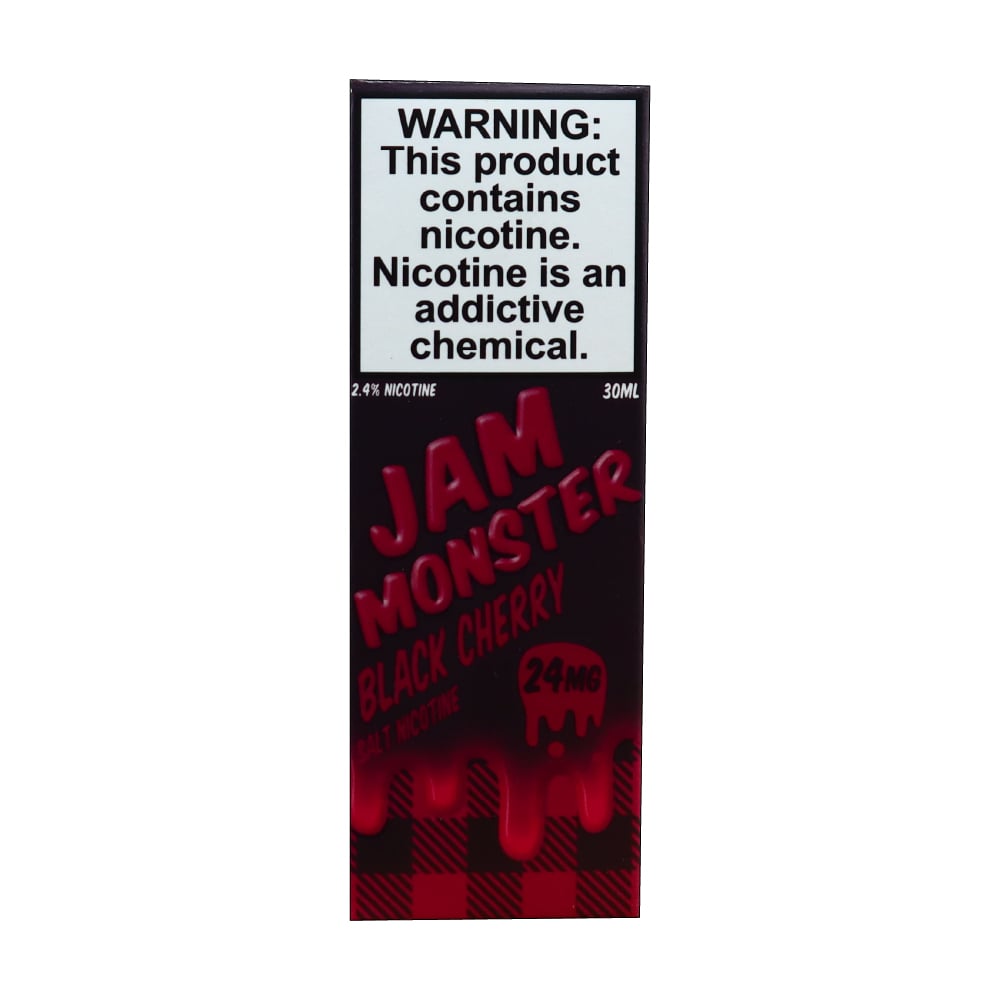 WARNING:
This product
contains
nicotine.
Nicotine is an
addictive
chemical.
2.4% NICOTINE 30ML
JAM
MONSTER
BLACK CHERRY
SALT NICOTINE
24MG